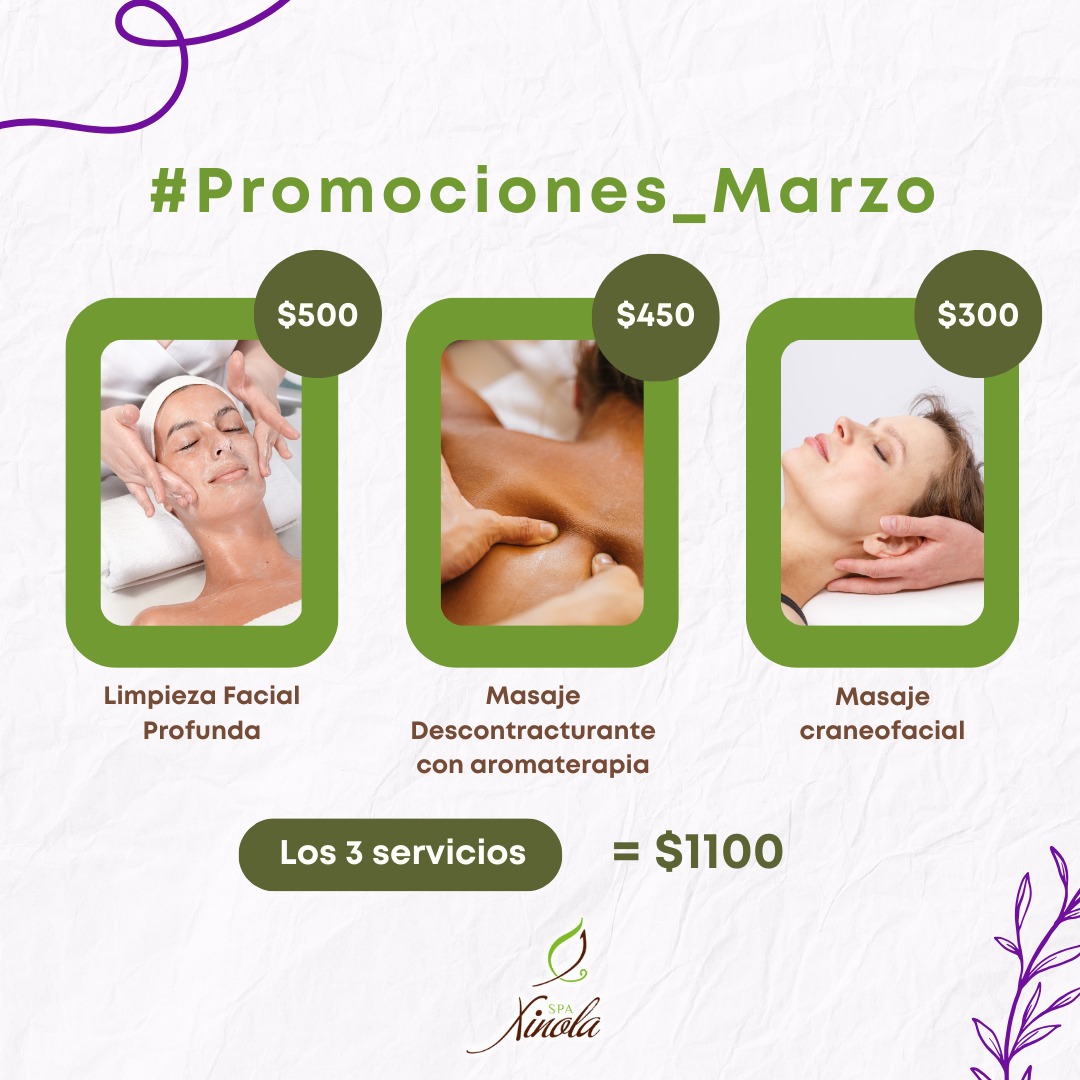 #Promociones_Marzo
$500
$450
$300
Limpieza Facial
Profunda
Masaje
Descontracturante
con aromaterapia
Masaje
craneofacial
Los 3 servicios
= $1100
SPA
Xinola